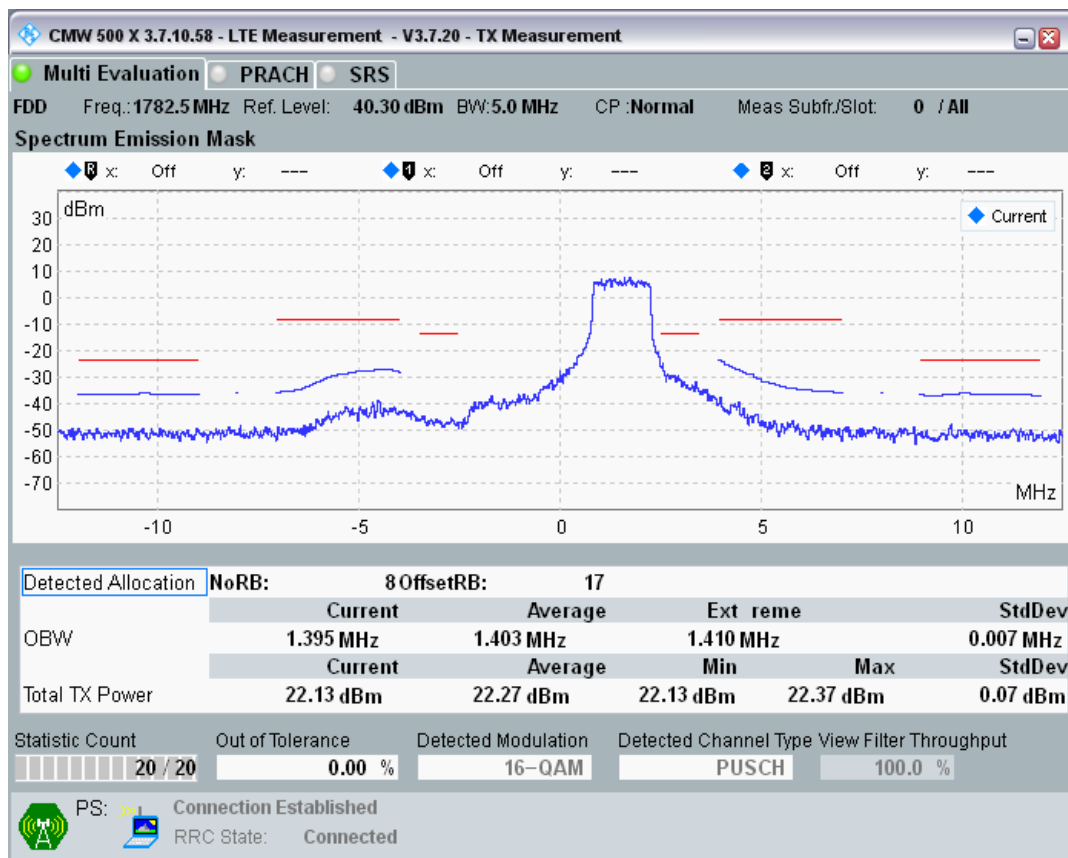 CMW 500 X 3.7.10.58 - LTE Measurement - V3.7.20 - TX Measurement
Multi Evaluation PRACH SRS
FDD Freq.: 1782.5 MHz Ref. Level: 40.30 dBm BW: 5.0 MHz CP : Normal Meas Subfr./Slot: 0 / All
Spectrum Emission Mask
R x: Off y: --- 1 x: Off y: --- 2 x: Off y: ---
dBm
Current
30
20
10
0
-10
-20
-30
-40
-50
-60
-70
MHz
-10 -5 0 5 10
Detected Allocation NoRB: 8 OffsetRB: 17
Current Average Ext reme StdDev
OBW 1.395 MHz 1.403 MHz 1.410 MHz 0.007 MHz
Current Average Min Max StdDev
Total TX Power 22.13 dBm 22.27 dBm 22.13 dBm 22.37 dBm 0.07 dBm
Statistic Count Out of Tolerance Detected Modulation Detected Channel Type View Filter Throughput
20 / 20 0.00 % 16-QAM PUSCH 100.0 %
PS: Connection Established
RRC State: Connected